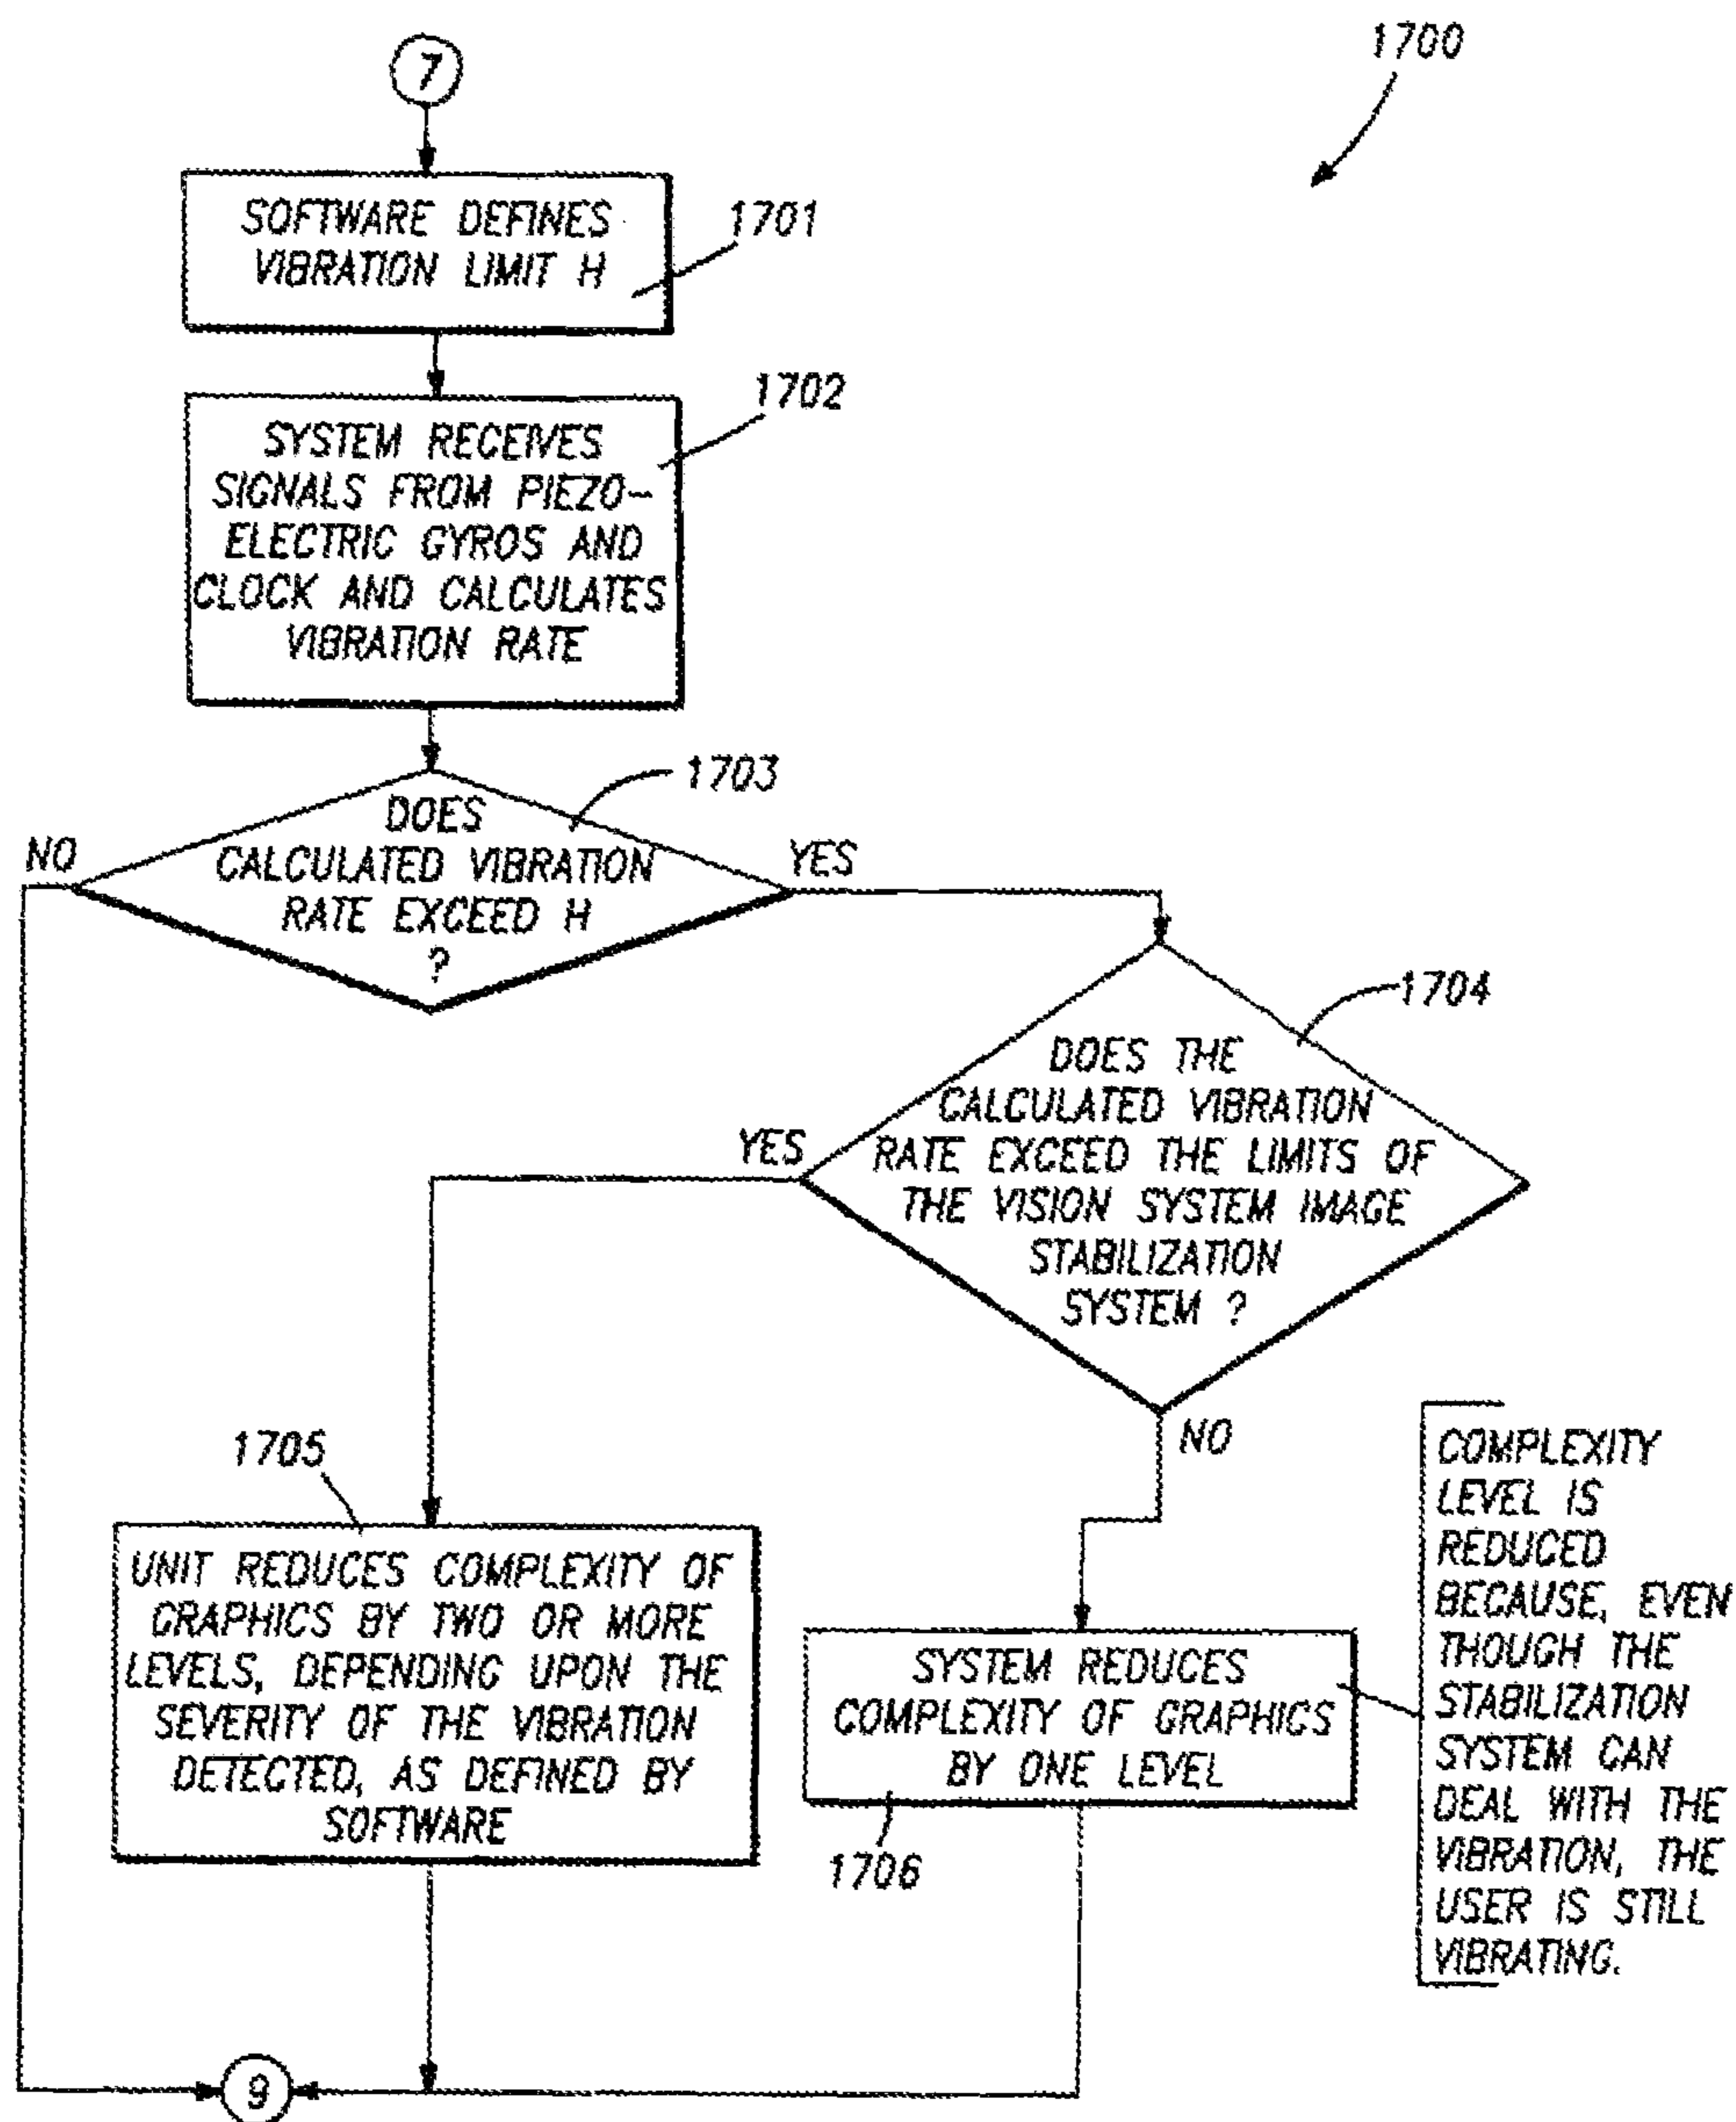 7
1700
SOFTWARE DEFINES
VIBRATION LIMIT H
1701
1702
SYSTEM RECEIVES
SIGNALS FROM PIEZO-
ELECTRIC GYROS AND
CLOCK AND CALCULATES
VIBRATION RATE
1703
DOES
CALCULATED VIBRATION
RATE EXCEED H
?
NO
YES
1704
DOES THE
CALCULATED VIBRATION
RATE EXCEED THE LIMITS OF
THE VISION SYSTEM IMAGE
STABILIZATION
SYSTEM ?
YES
NO
1705
UNIT REDUCES COMPLEXITY OF
GRAPHICS BY TWO OR MORE
LEVELS, DEPENDING UPON THE
SEVERITY OF THE VIBRATION
DETECTED, AS DEFINED BY
SOFTWARE
SYSTEM REDUCES
COMPLEXITY OF GRAPHICS
BY ONE LEVEL
1706
COMPLEXITY
LEVEL IS
REDUCED
BECAUSE, EVEN
THOUGH THE
STABILIZATION
SYSTEM CAN
DEAL WITH THE
VIBRATION, THE
USER IS STILL
VIBRATING.
9